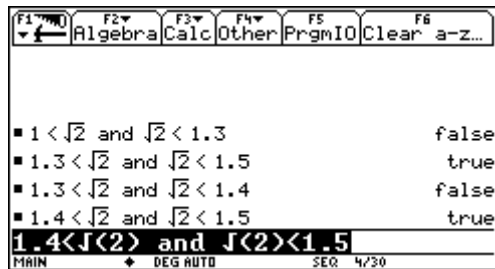 F1 F2 Algebra F3 Calc F4 Other F5 PrgmIO F6 Clear a-z…
1 < √2 and √2 < 1.3 false
1.3 < √2 and √2 < 1.5 true
1.3 < √2 and √2 < 1.4 false
1.4 < √2 and √2 < 1.5 true
1.4<√(2) and √(2)<1.5
MAIN DEG AUTO SEQ 4/30